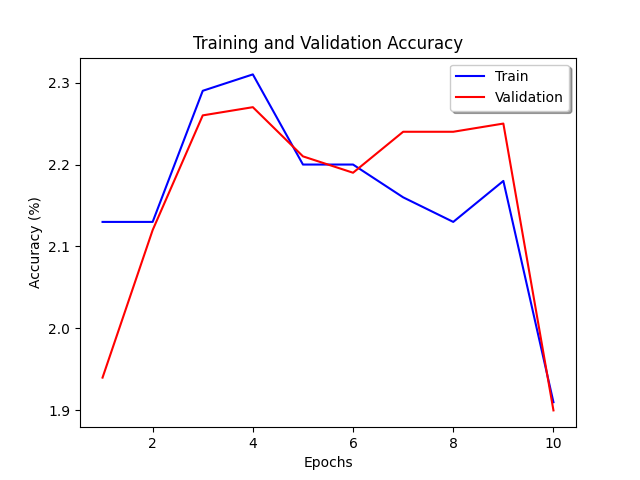 Training and Validation Accuracy
Train
Validation
Accuracy (%)
2.3
2.2
2.1
2.0
1.9
2 4 6 8 10
Epochs